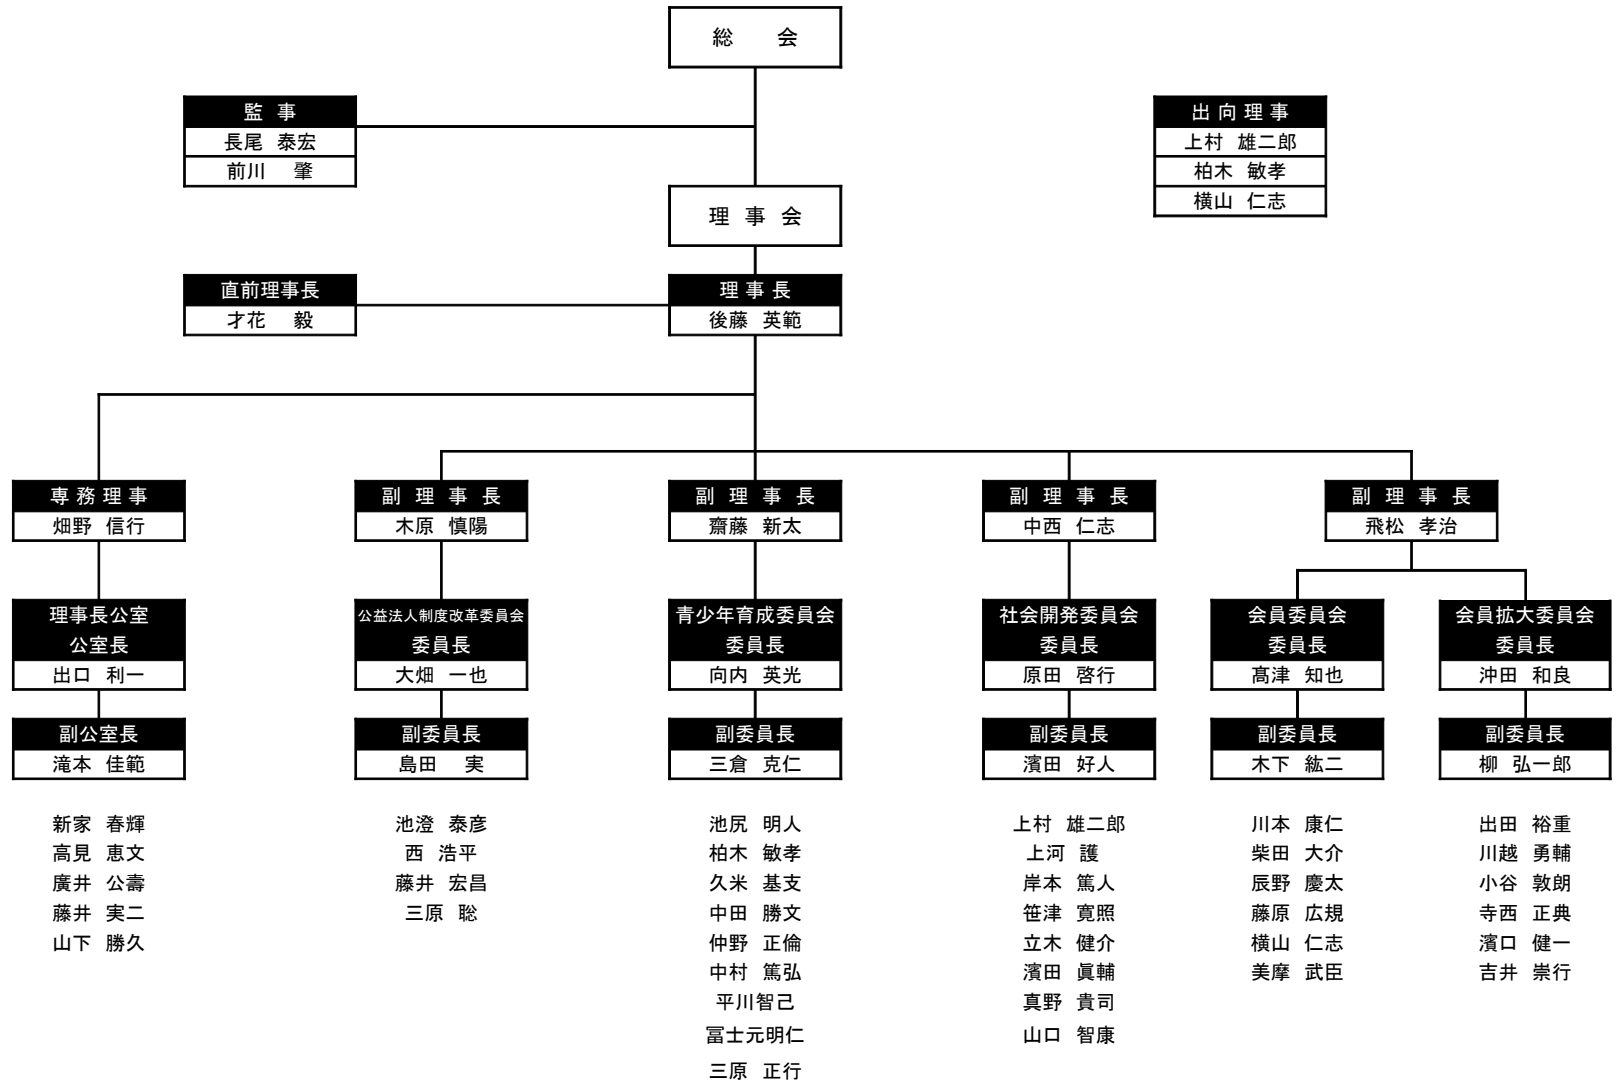 総 会
監 事
長尾 泰宏
前川 肇
出 向 理 事
上村 雄二郎
柏木 敏孝
横山 仁志
理 事 会
直前理事長
才花 毅
理 事 長
後藤 英範
専 務 理 事
畑野 信行
理事長公室
公室長
出口 利一
副公室長
滝本 佳範
新家 春輝
高見 恵文
廣井 公壽
藤井 実二
山下 勝久
副 理 事 長
木原 慎陽
公益法人制度改革委員会
委員長
大畑 一也
副委員長
島田 実
池澄 泰彦
西 浩平
藤井 宏昌
三原 聡
副 理 事 長
齋藤 新太
青少年育成委員会
委員長
向内 英光
副委員長
三倉 克仁
池尻 明人
柏木 敏孝
久米 基支
中田 勝文
仲野 正倫
中村 篤弘
平川智己
冨士元明仁
三原 正行
副 理 事 長
中西 仁志
社会開発委員会
委員長
原田 啓行
副委員長
濱田 好人
上村 雄二郎
上河 護
岸本 篤人
笹津 寛照
立木 健介
濱田 眞輔
真野 貴司
山口 智康
副 理 事 長
飛松 孝治
会員委員会
委員長
髙津 知也
副委員長
木下 紘二
川本 康仁
柴田 大介
辰野 慶太
藤原 広規
横山 仁志
美摩 武臣
会員拡大委員会
委員長
沖田 和良
副委員長
柳 弘一郎
出田 裕重
川越 勇輔
小谷 敦朗
寺西 正典
濱口 健一
吉井 崇行